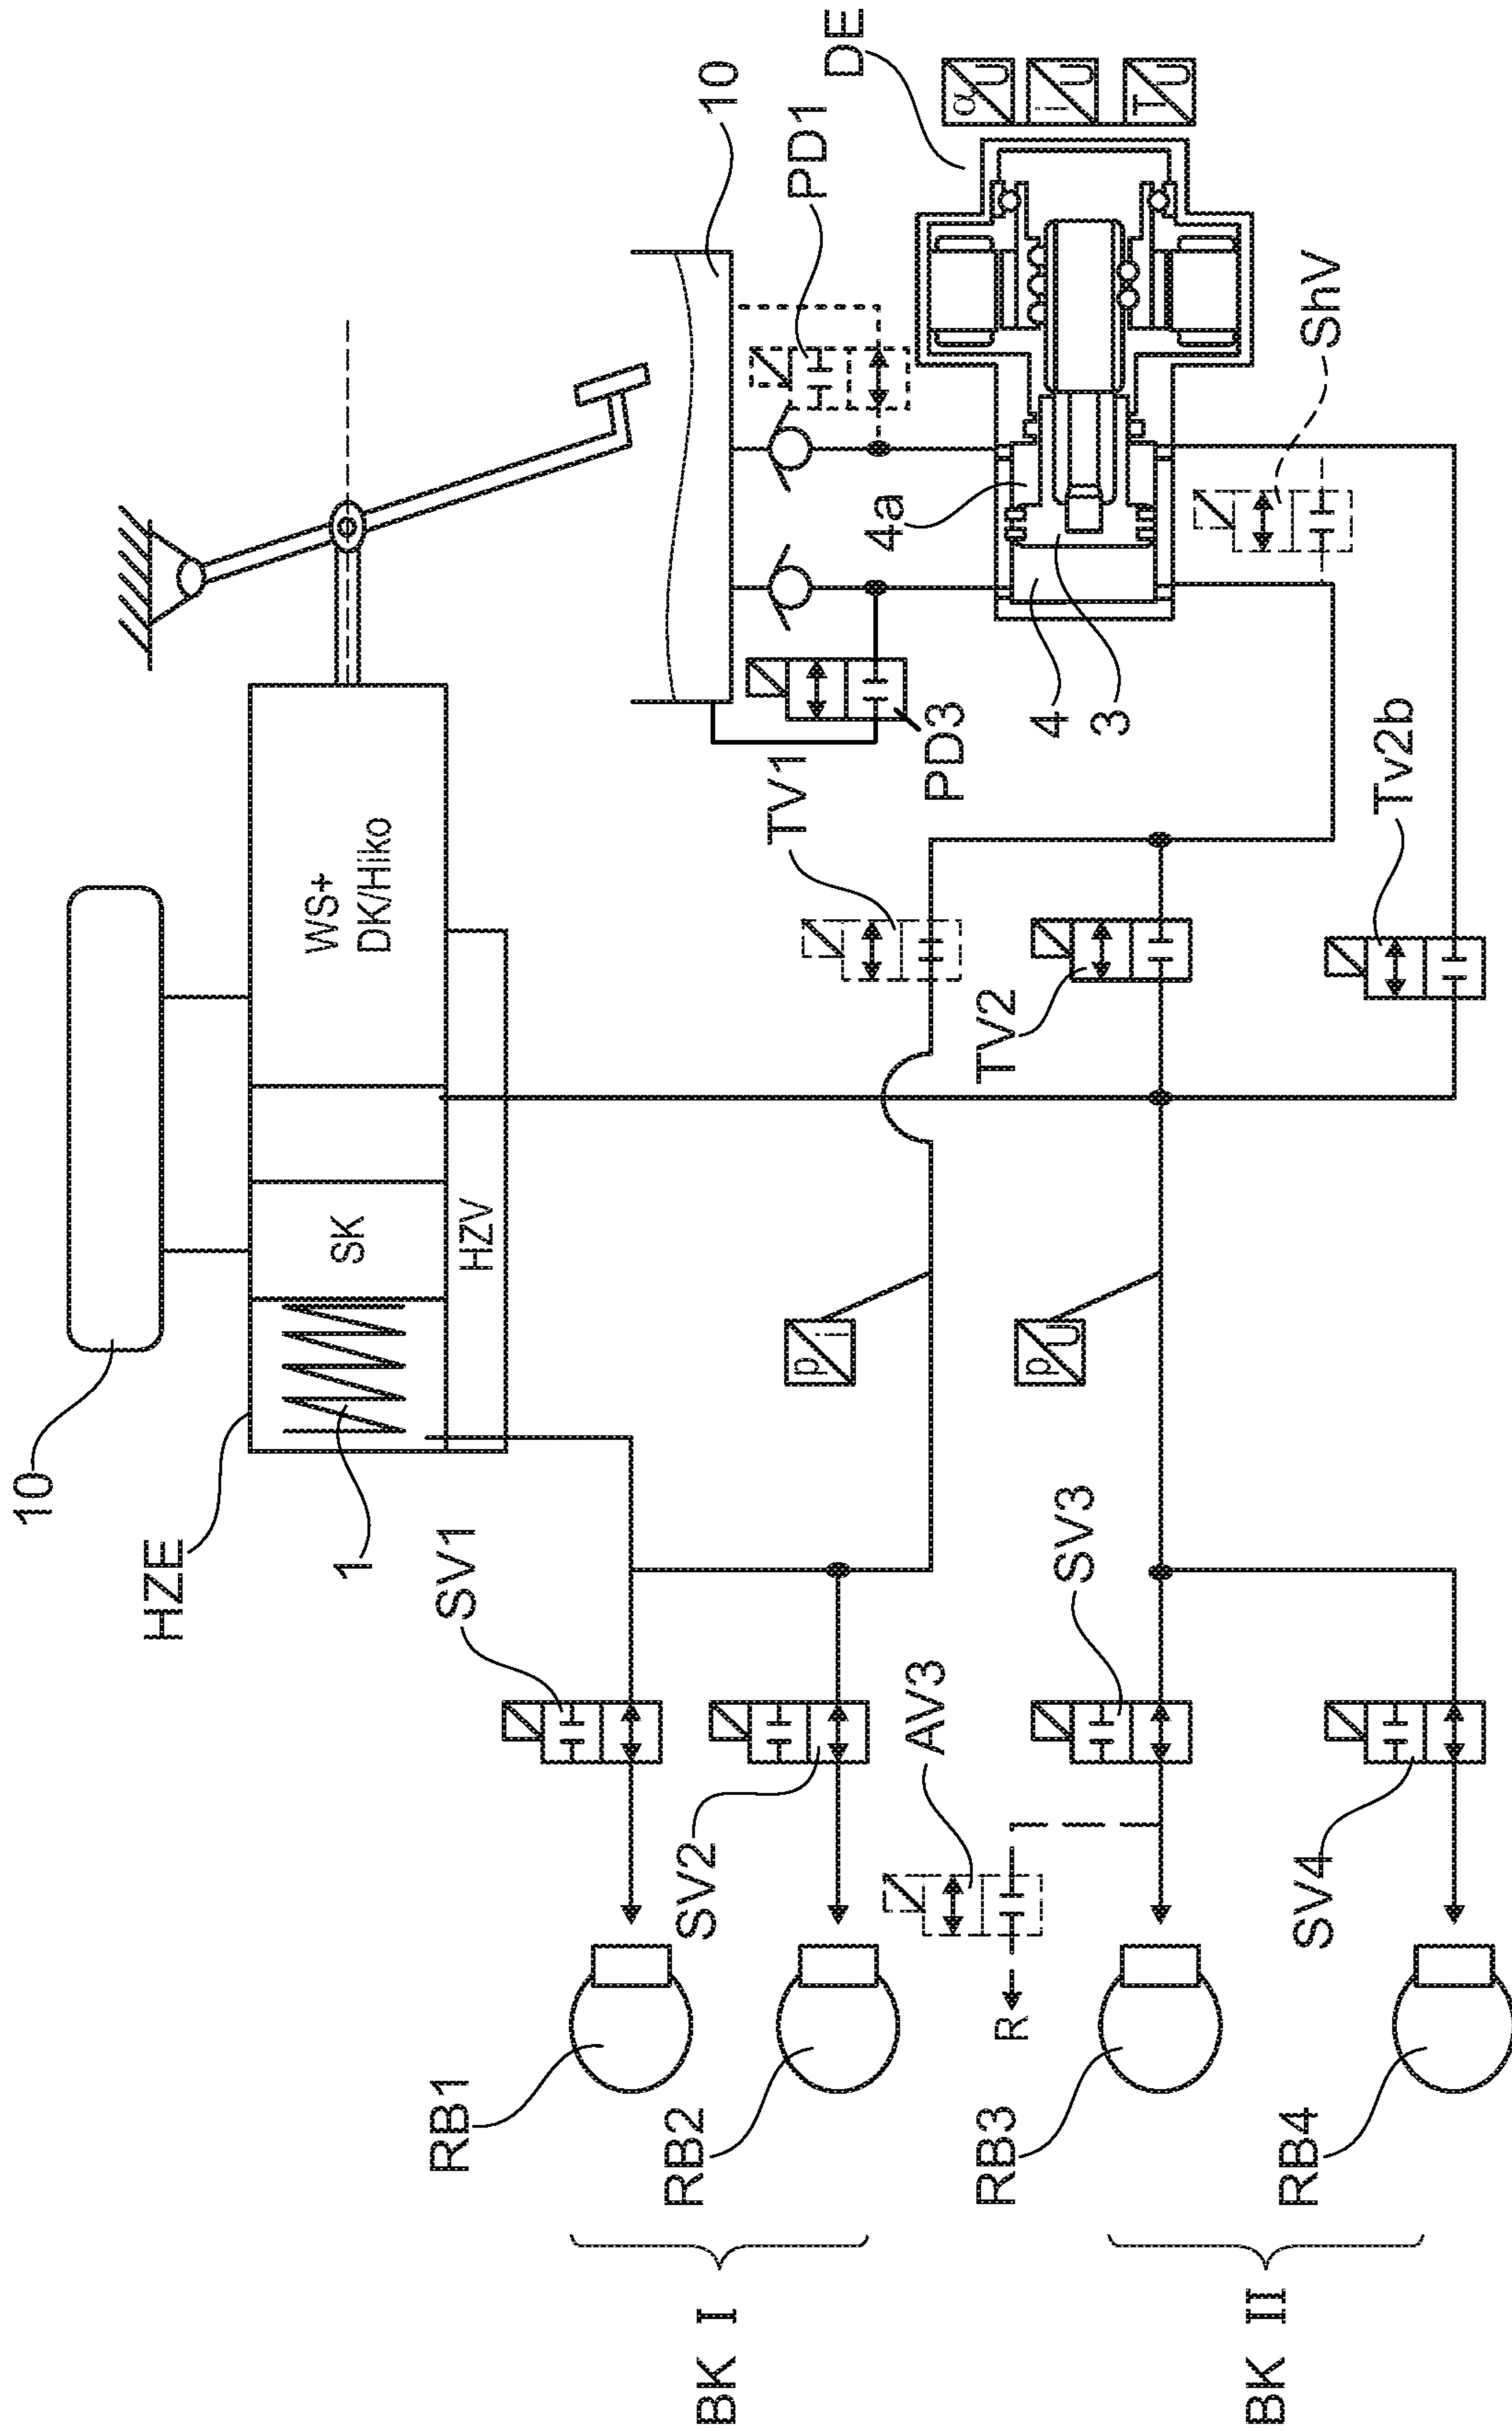 10
HZE
1
SK
WS+
DK/Hiko
HZV
10
PD1
DE
α
U
i
U
T
U
4a
4
3
PD3
ShV
TV1
TV2
Tv2b
p
i
p
U
SV1
SV2
AV3
SV3
SV4
R
RB1
RB2
RB3
RB4
BK I
BK II